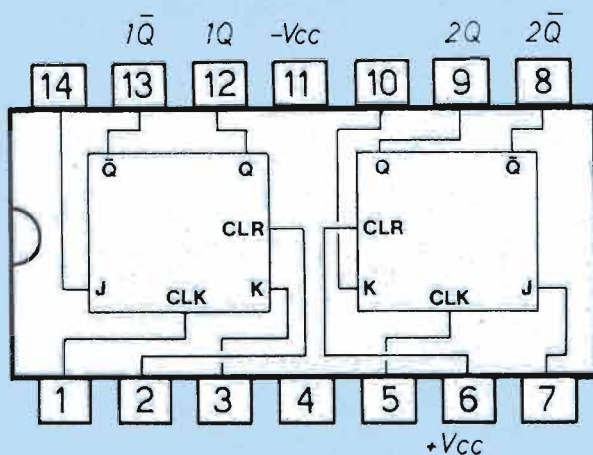 1Q̅ 1Q -Vcc 2Q 2Q̅
14 13 12 11 10 9 8
Q̅ Q Q Q̅
CLR CLR
J CLK K K CLK J
1 2 3 4 5 6 7
+Vcc